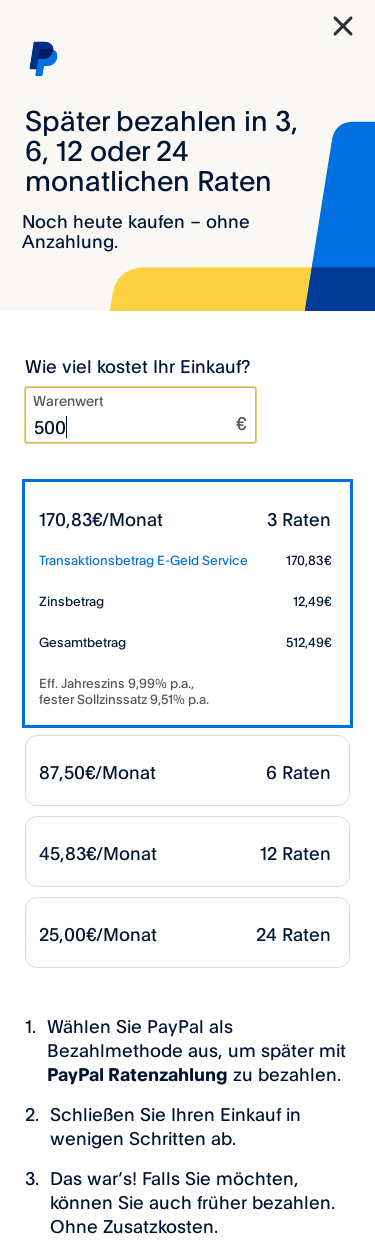 Später bezahlen in 3,
6, 12 oder 24
monatlichen Raten
Noch heute kaufen – ohne
Anzahlung.
Wie viel kostet Ihr Einkauf?
Warenwert
500 €
170,83€/Monat 3 Raten
Transaktionsbetrag E-Geld Service 170,83€
Zinsbetrag 12,49€
Gesamtbetrag 512,49€
Eff. Jahreszins 9,99% p.a.,
fester Sollzinssatz 9,51% p.a.
87,50€/Monat 6 Raten
45,83€/Monat 12 Raten
25,00€/Monat 24 Raten
1. Wählen Sie PayPal als
Bezahlmethode aus, um später mit
PayPal Ratenzahlung zu bezahlen.
2. Schließen Sie Ihren Einkauf in
wenigen Schritten ab.
3. Das war’s! Falls Sie möchten,
können Sie auch früher bezahlen.
Ohne Zusatzkosten.